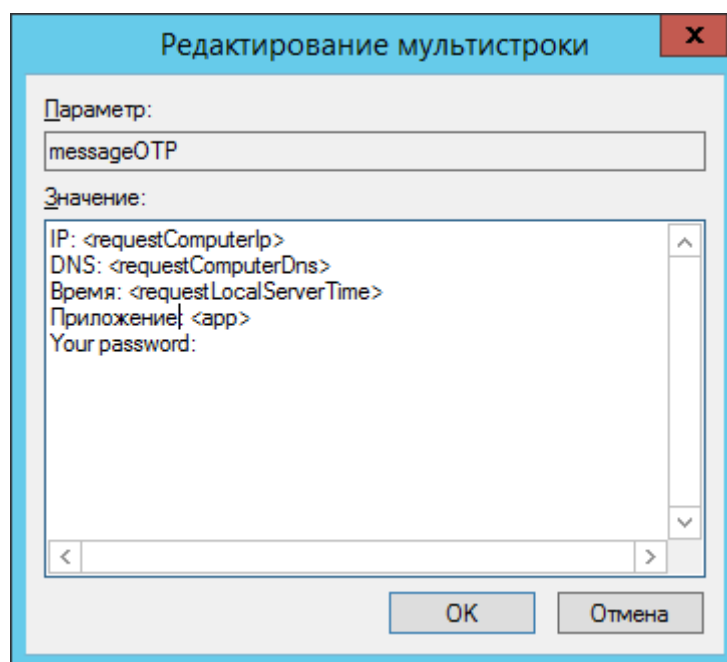 Редактирование мультистроки
x
Параметр:
messageOTP
Значение:
IP: <requestComputerIp>
DNS: <requestComputerDns>
Время: <requestLocalServerTime>
Приложение: <app>
Your password:
OK
Отмена